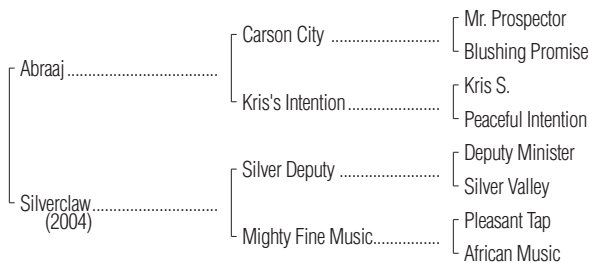 Mr. Prospector
Carson City ........................
Blushing Promise
Abraaj .................................
Kris S.
Kris's Intention ....................
Peaceful Intention
Deputy Minister
Silver Deputy ......................
Silver Valley
Silverclaw ...........................
(2004)
Pleasant Tap
Mighty Fine Music ...............
African Music